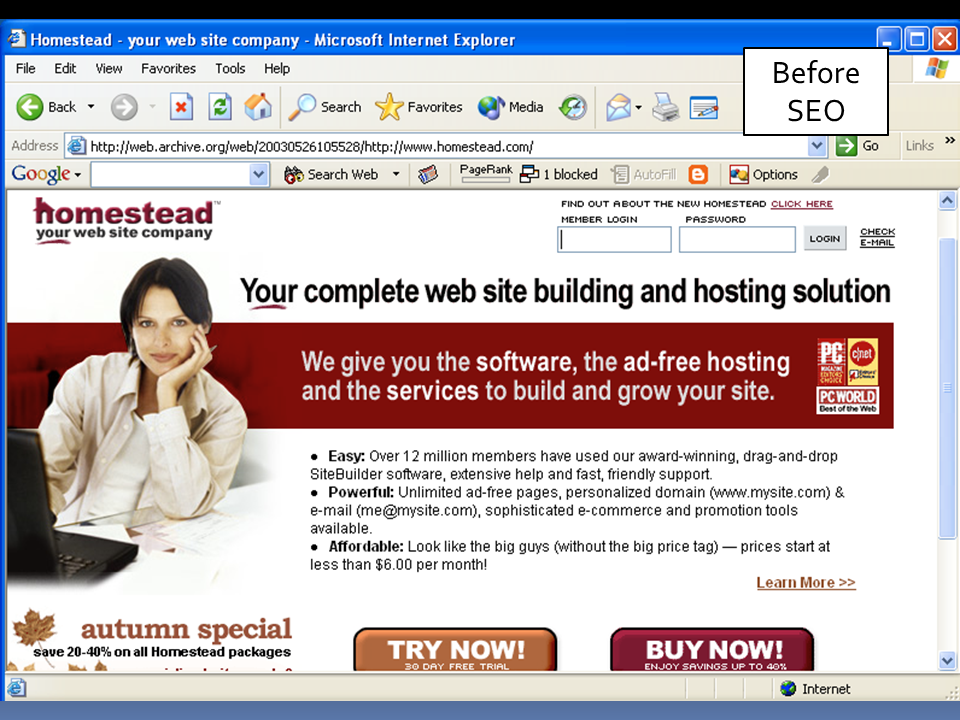 Homestead - your web site company - Microsoft Internet Explorer
Before
SEO
File Edit View Favorites Tools Help
Back Search Favorites Media
Address http://web.archive.org/web/20030526105528/http://www.homestead.com/ Go Links »
Google Search Web PageRank 1 blocked AutoFill Options
homestead™
your web site company
FIND OUT ABOUT THE NEW HOMESTEAD CLICK HERE
MEMBER LOGIN PASSWORD
LOGIN
CHECK
E-MAIL
Your complete web site building and hosting solution
We give you the software, the ad-free hosting
and the services to build and grow your site.
PC
MAGAZINE
EDITORS'
CHOICE
c|net
PC WORLD
Best of the Web
● Easy: Over 12 million members have used our award-winning, drag-and-drop
SiteBuilder software, extensive help and fast, friendly support.
● Powerful: Unlimited ad-free pages, personalized domain (www.mysite.com) &
e-mail (me@mysite.com), sophisticated e-commerce and promotion tools
available.
● Affordable: Look like the big guys (without the big price tag) — prices start at
less than $6.00 per month!
Learn More >>
autumn special
save 20-40% on all Homestead packages
TRY NOW!
30 DAY FREE TRIAL
BUY NOW!
ENJOY SAVINGS UP TO 40%
Internet